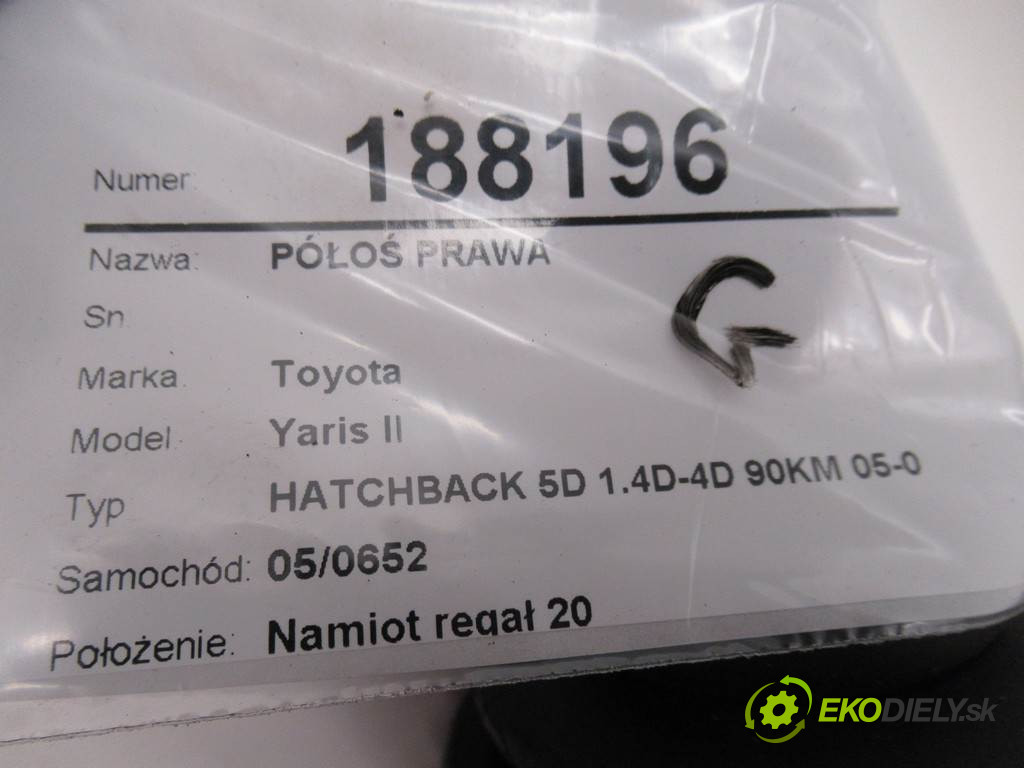 Numer: 188196
Nazwa: PÓŁOŚ PRAWA
Sn
Marka Toyota
Model Yaris II
Typ HATCHBACK 5D 1.4D-4D 90KM 05-0
Samochód: 05/0652
Położenie: Namiot regał 20
G
EKODIELY.sk